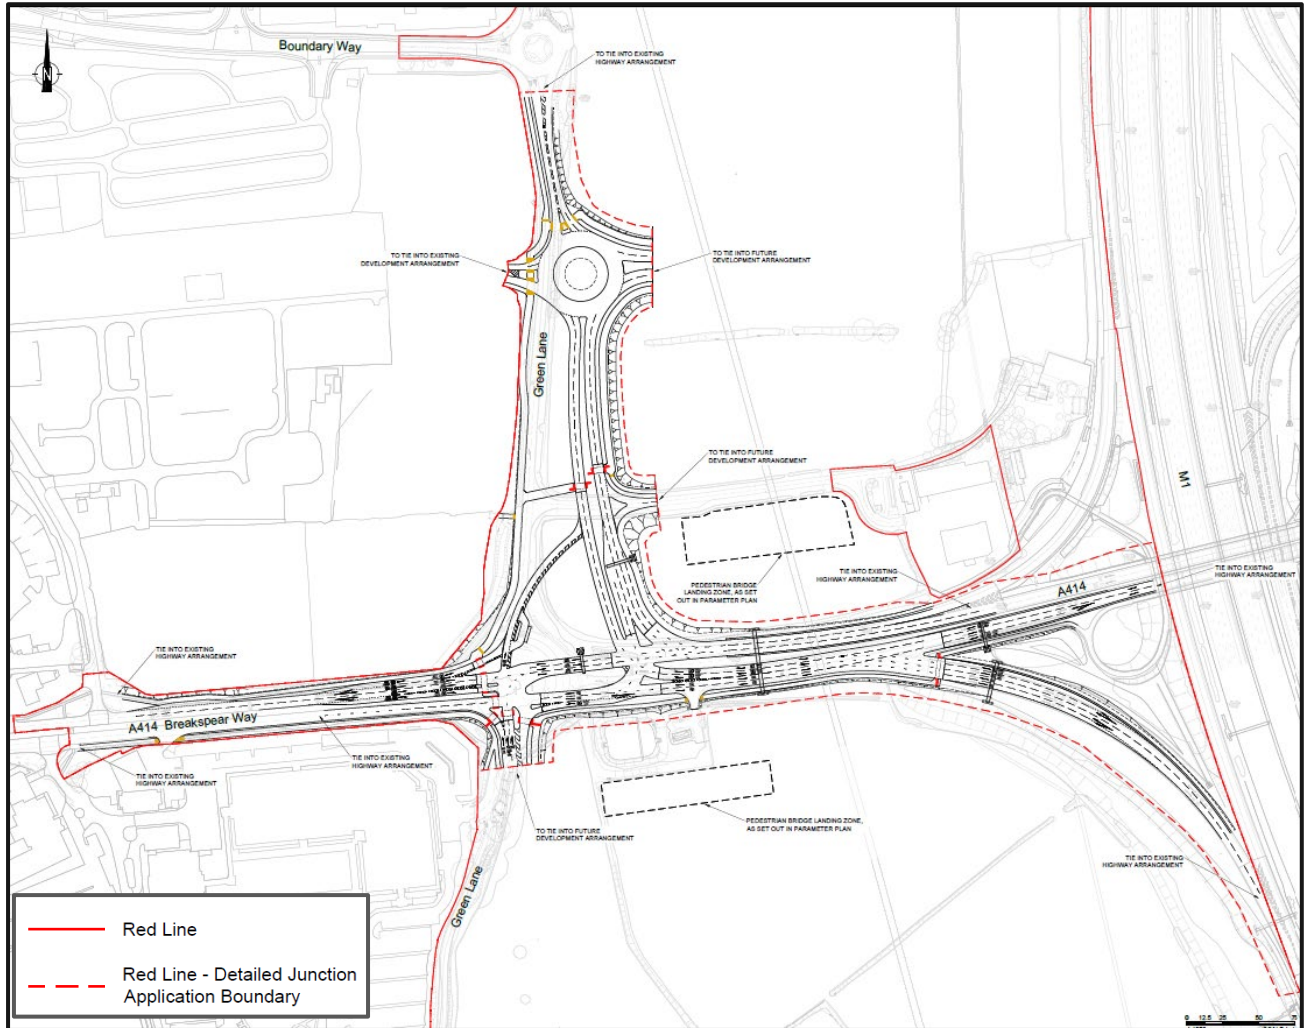 Boundary Way
N
TO TIE INTO EXISTING
HIGHWAY ARRANGEMENT
TO TIE INTO EXISTING
DEVELOPMENT ARRANGEMENT
TO TIE INTO FUTURE
DEVELOPMENT ARRANGEMENT
Green Lane
TO TIE INTO FUTURE
DEVELOPMENT ARRANGEMENT
M1
PEDESTRIAN BRIDGE
LANDING ZONE, AS SET
OUT IN PARAMETER PLAN
TIE INTO EXISTING
HIGHWAY ARRANGEMENT
A414
TIE INTO EXISTING
HIGHWAY ARRANGEMENT
TIE INTO EXISTING
HIGHWAY ARRANGEMENT
A414 Breakspear Way
TIE INTO EXISTING
HIGHWAY ARRANGEMENT
TIE INTO EXISTING
HIGHWAY ARRANGEMENT
TO TIE INTO FUTURE
DEVELOPMENT ARRANGEMENT
PEDESTRIAN BRIDGE LANDING ZONE,
AS SET OUT IN PARAMETER PLAN
TIE INTO EXISTING
HIGHWAY ARRANGEMENT
Green Lane
Red Line
Red Line - Detailed Junction
Application Boundary
0 12.5 25 50